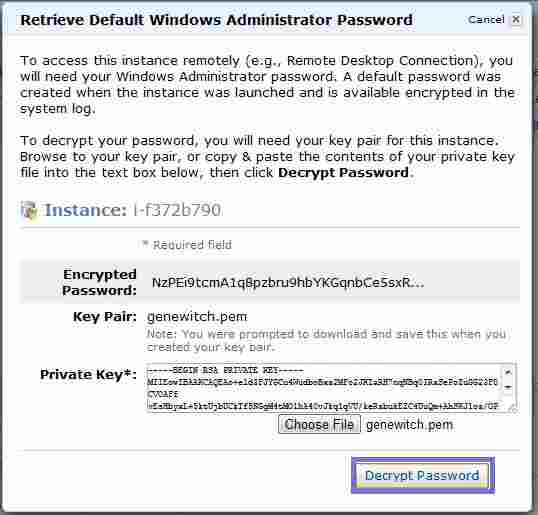 Retrieve Default Windows Administrator Password
Cancel
To access this instance remotely (e.g., Remote Desktop Connection), you
will need your Windows Administrator password. A default password was
created when the instance was launched and is available encrypted in the
system log.
To decrypt your password, you will need your key pair for this instance.
Browse to your key pair, or copy & paste the contents of your private key
file into the text box below, then click Decrypt Password.
Instance: i-f372b790
* Required field
Encrypted
Password:
NzPEi9tcmA1q8pzbru9hbYKGqnbCe5sxR...
Key Pair: genewitch.pem
Note: You were prompted to download and save this when you
created your key pair.
Private Key*:
-----BEGIN RSA PRIVATE KEY-----
Choose File genewitch.pem
Decrypt Password